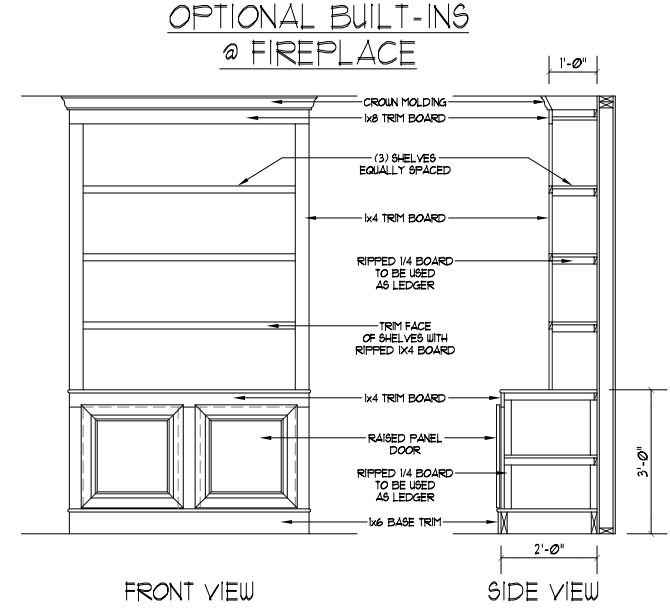 OPTIONAL BUILT-INS
@ FIREPLACE
1'-0"
CROWN MOLDING
1x8 TRIM BOARD
(3) SHELVES
EQUALLY SPACED
1x4 TRIM BOARD
RIPPED 1/4 BOARD
TO BE USED
AS LEDGER
TRIM FACE
OF SHELVES WITH
RIPPED 1X4 BOARD
1x4 TRIM BOARD
RAISED PANEL
DOOR
RIPPED 1/4 BOARD
TO BE USED
AS LEDGER
1x6 BASE TRIM
3'-0"
2'-0"
FRONT VIEW
SIDE VIEW